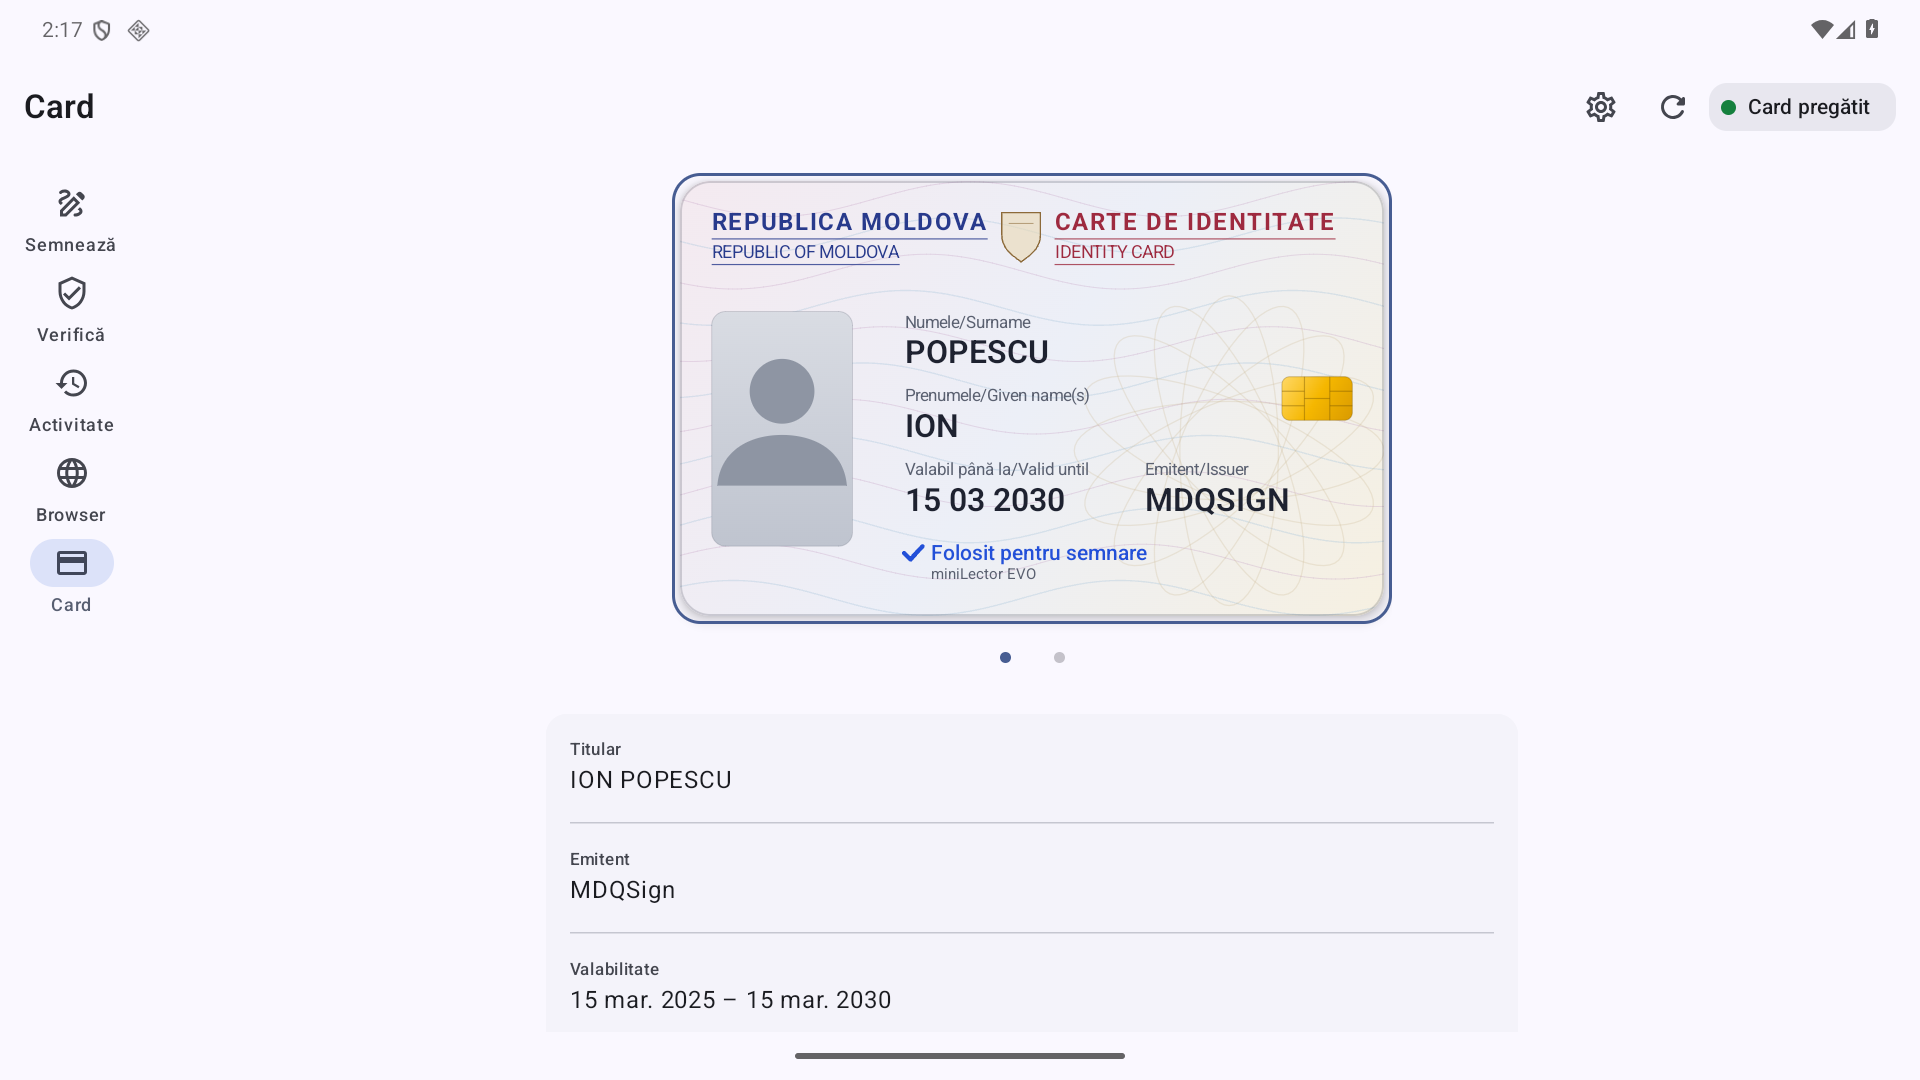 2:17
Card
Card pregătit
Semnează
Verifică
Activitate
Browser
Card
REPUBLICA MOLDOVA
REPUBLIC OF MOLDOVA
CARTE DE IDENTITATE
IDENTITY CARD
Numele/Surname
POPESCU
Prenumele/Given name(s)
ION
Valabil până la/Valid until
15 03 2030
Emitent/Issuer
MDQSIGN
Folosit pentru semnare
miniLector EVO
Titular
ION POPESCU
Emitent
MDQSign
Valabilitate
15 mar. 2025 – 15 mar. 2030